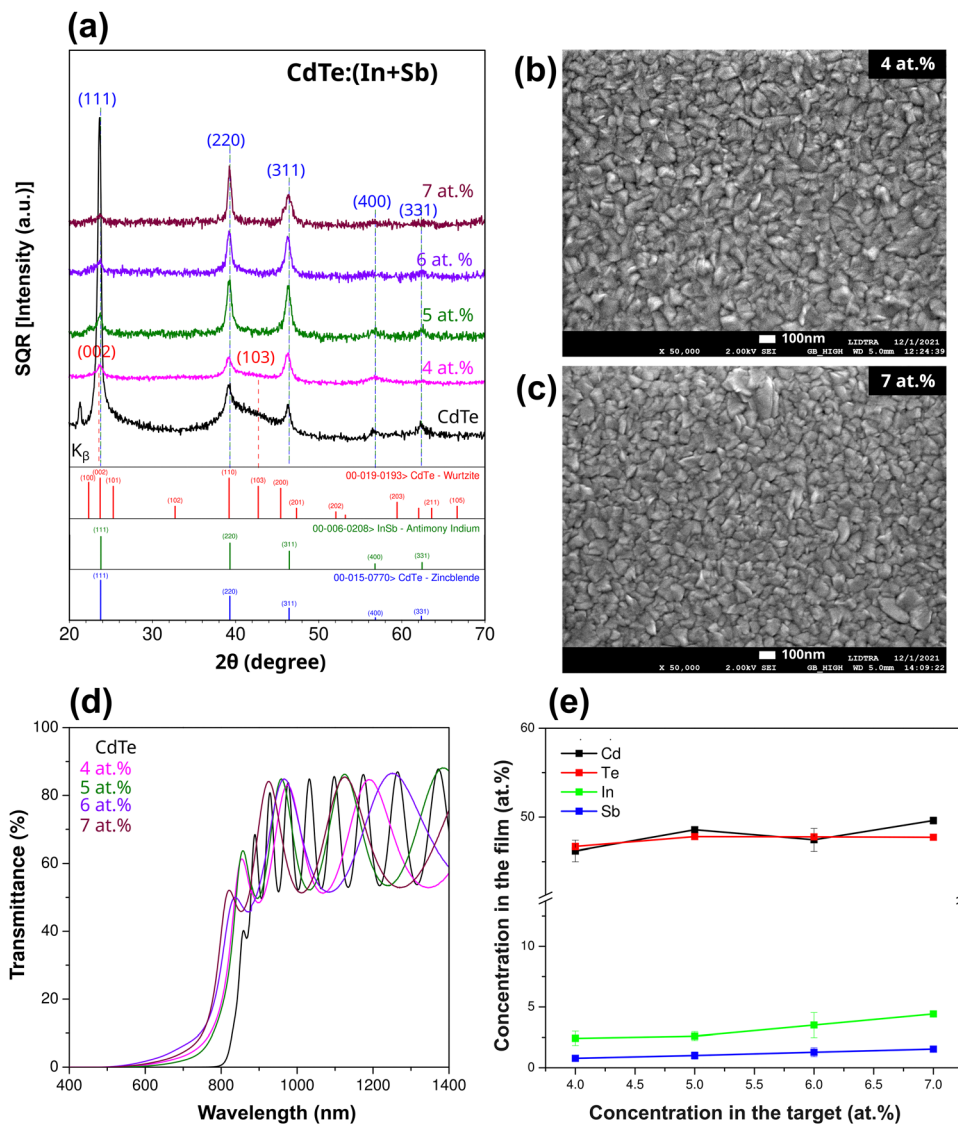 (a)
CdTe:(In+Sb)
(111)
(220)
(311)
(400)
(331)
7 at.%
6 at. %
5 at.%
4 at.%
CdTe
(002)
(103)
Kβ
SQR [Intensity (a.u.)]
00-019-0193> CdTe - Wurtzite
(100)
(002)
(101)
(102)
(110)
(103)
(200)
(201)
(202)
(203)
(211)
(105)
00-006-0208> InSb - Antimony Indium
(111)
(220)
(311)
(400)
(331)
00-015-0770> CdTe - Zincblende
(111)
(220)
(311)
(400)
(331)
20 30 40 50 60 70
2θ (degree)
(b)
4 at.%
100nm LIDTRA 12/1/2021
X 50,000 2.00kV SEI GB_HIGH WD 5.0mm 12:24:39
(c)
7 at.%
100nm LIDTRA 12/1/2021
X 50,000 2.00kV SEI GB_HIGH WD 5.0mm 14:09:22
(d)
CdTe
4 at.%
5 at.%
6 at.%
7 at.%
Transmittance (%)
100
80
60
40
20
0
400 600 800 1000 1200 1400
Wavelength (nm)
(e)
Cd
Te
In
Sb
Concentration in the film (at.%)
60
50
10
5
0
4.0 4.5 5.0 5.5 6.0 6.5 7.0
Concentration in the target (at.%)